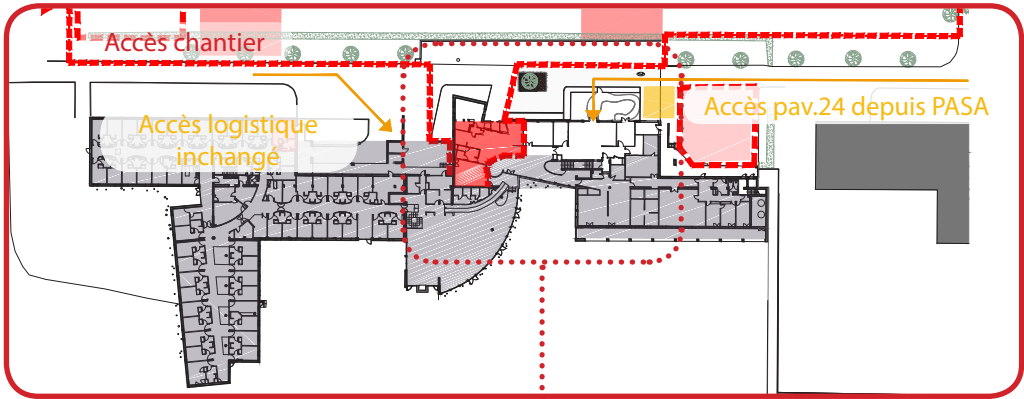 Accès chantier
Accès pav.24 depuis PASA
Accès logistique
inchangé